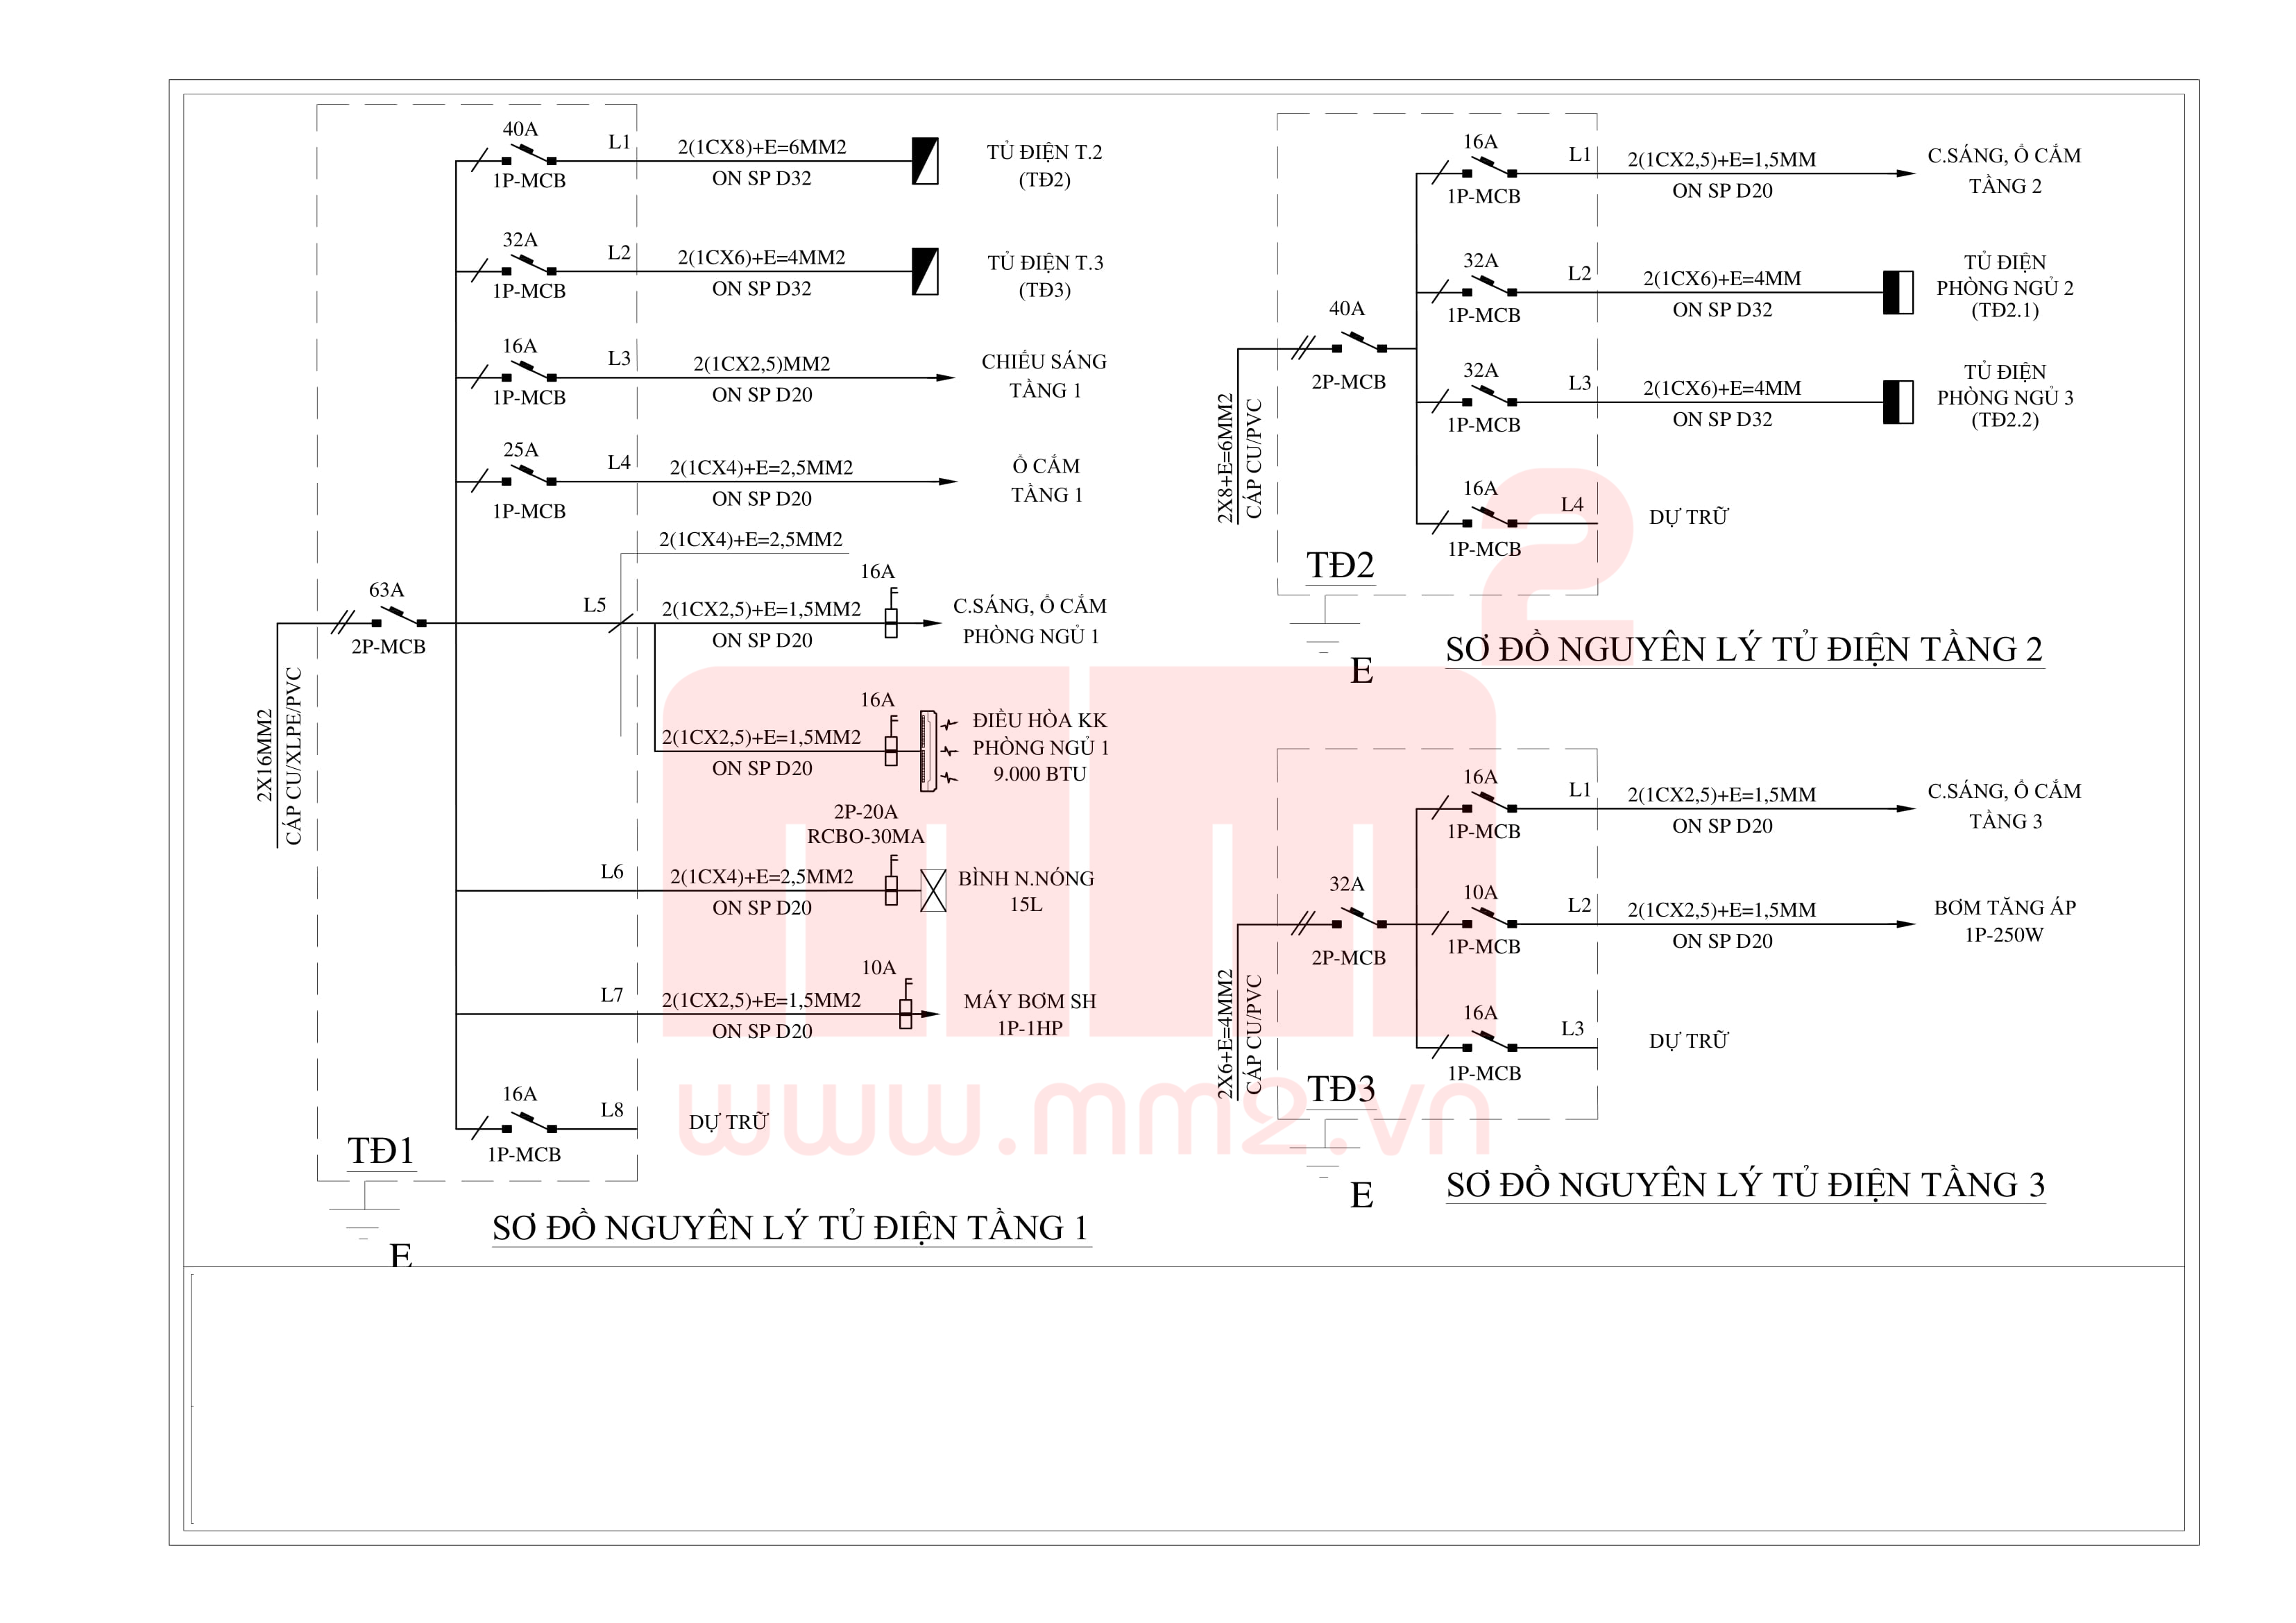 40A
L1
2(1CX8)+E=6MM2
1P-MCB
ON SP D32
TỦ ĐIỆN T.2
(TĐ2)
32A
L2
2(1CX6)+E=4MM2
1P-MCB
ON SP D32
TỦ ĐIỆN T.3
(TĐ3)
16A
L3
2(1CX2,5)MM2
1P-MCB
ON SP D20
CHIẾU SÁNG
TẦNG 1
25A
L4
2(1CX4)+E=2,5MM2
1P-MCB
ON SP D20
Ổ CẮM
TẦNG 1
2(1CX4)+E=2,5MM2
63A
2P-MCB
2X16MM2
CÁP CU/XLPE/PVC
L5
2(1CX2,5)+E=1,5MM2
ON SP D20
16A
C.SÁNG, Ổ CẮM
PHÒNG NGỦ 1
16A
2(1CX2,5)+E=1,5MM2
ON SP D20
ĐIỀU HÒA KK
PHÒNG NGỦ 1
9.000 BTU
2P-20A
RCBO-30MA
L6
2(1CX4)+E=2,5MM2
ON SP D20
BÌNH N.NÓNG
15L
10A
L7
2(1CX2,5)+E=1,5MM2
ON SP D20
MÁY BƠM SH
1P-1HP
16A
L8
1P-MCB
DỰ TRỮ
TĐ1
E
SƠ ĐỒ NGUYÊN LÝ TỦ ĐIỆN TẦNG 1
16A
L1
2(1CX2,5)+E=1,5MM
1P-MCB
ON SP D20
C.SÁNG, Ổ CẮM
TẦNG 2
32A
L2
2(1CX6)+E=4MM
1P-MCB
ON SP D32
TỦ ĐIỆN
PHÒNG NGỦ 2
(TĐ2.1)
40A
2P-MCB
2X8+E=6MM2
CÁP CU/PVC
32A
L3
2(1CX6)+E=4MM
1P-MCB
ON SP D32
TỦ ĐIỆN
PHÒNG NGỦ 3
(TĐ2.2)
16A
L4
1P-MCB
DỰ TRỮ
TĐ2
E
SƠ ĐỒ NGUYÊN LÝ TỦ ĐIỆN TẦNG 2
16A
L1
2(1CX2,5)+E=1,5MM
1P-MCB
ON SP D20
C.SÁNG, Ổ CẮM
TẦNG 3
32A
2P-MCB
2X6+E=4MM2
CÁP CU/PVC
10A
L2
2(1CX2,5)+E=1,5MM
1P-MCB
ON SP D20
BƠM TĂNG ÁP
1P-250W
16A
L3
1P-MCB
DỰ TRỮ
TĐ3
E
SƠ ĐỒ NGUYÊN LÝ TỦ ĐIỆN TẦNG 3
mm2
www.mm2.vn